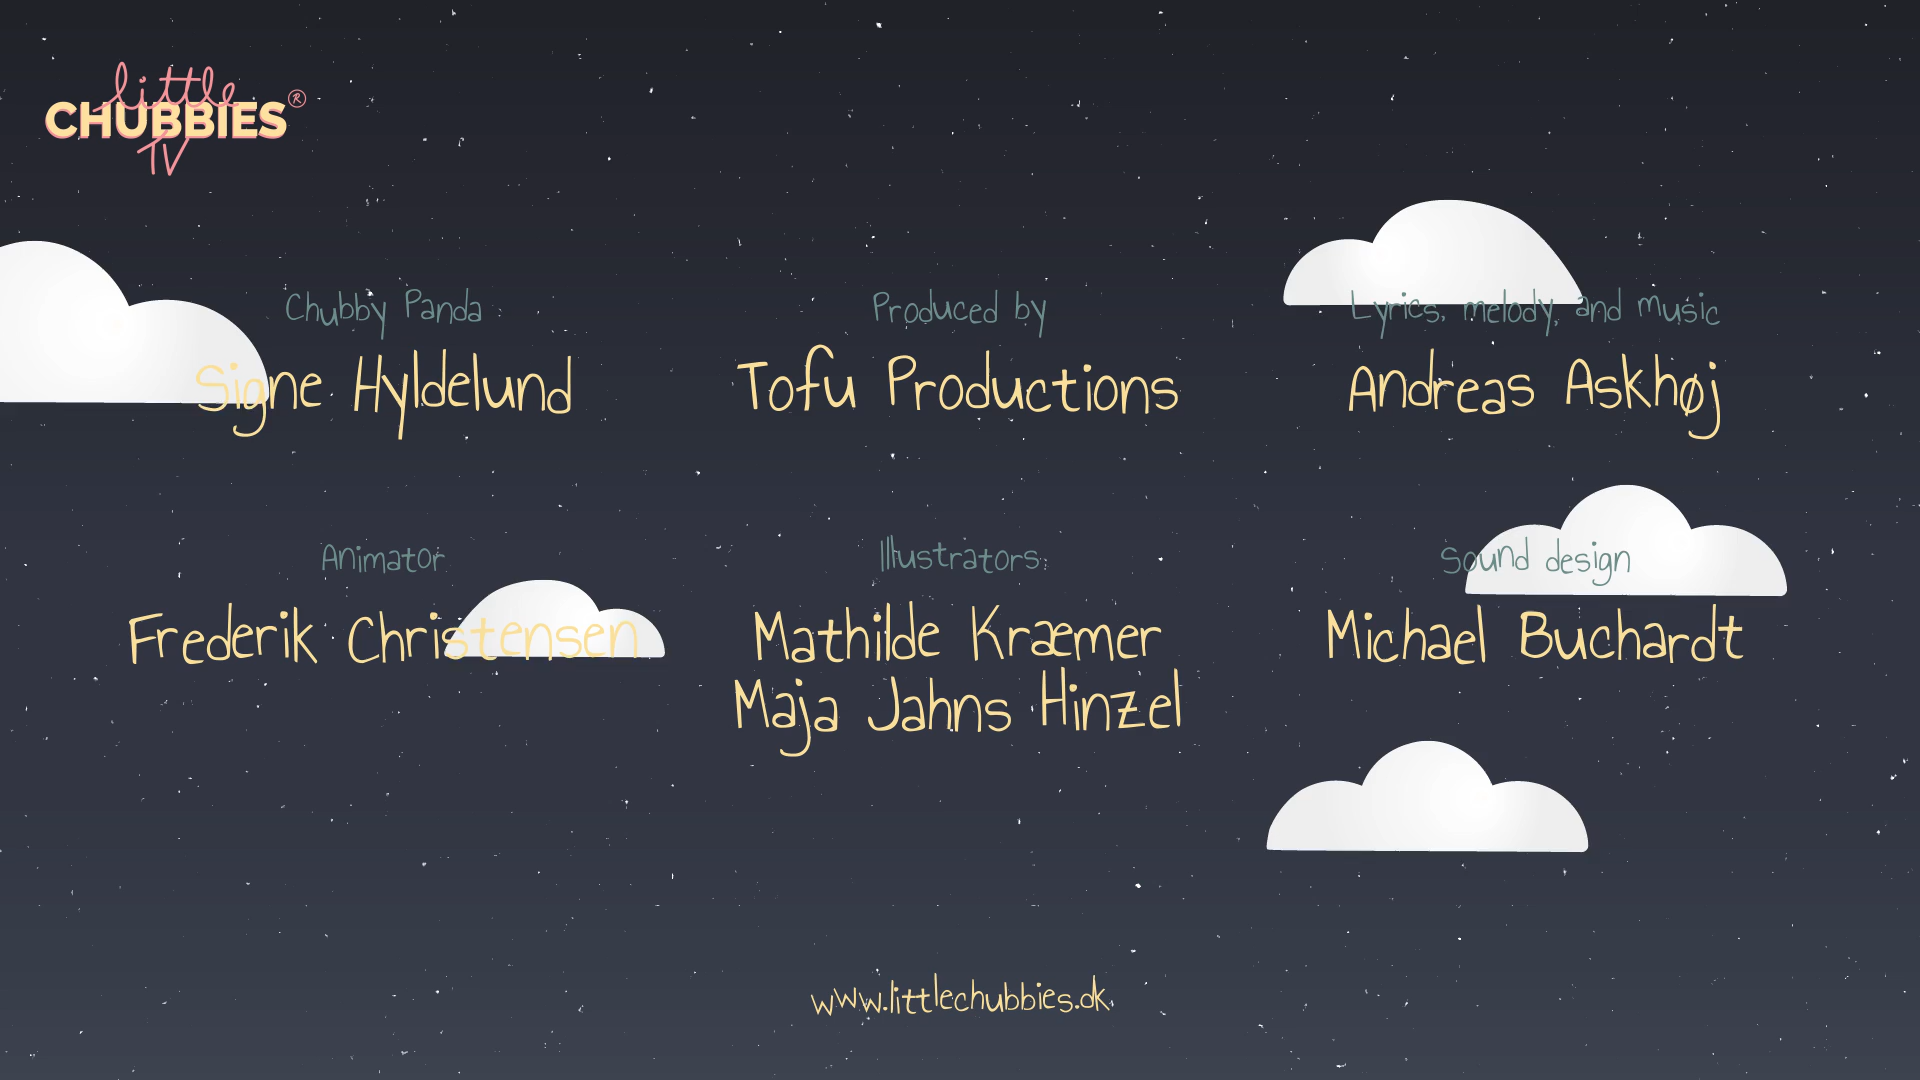 little
CHUBBIES®
TV
Chubby Panda
Signe Hyldelund
Produced by
Tofu Productions
Lyrics, melody, and music
Andreas Askhøj
Animator
Frederik Christensen
Illustrators
Mathilde Kræmer
Maja Jahns Hinzel
Sound design
Michael Buchardt
www.littlechubbies.dk